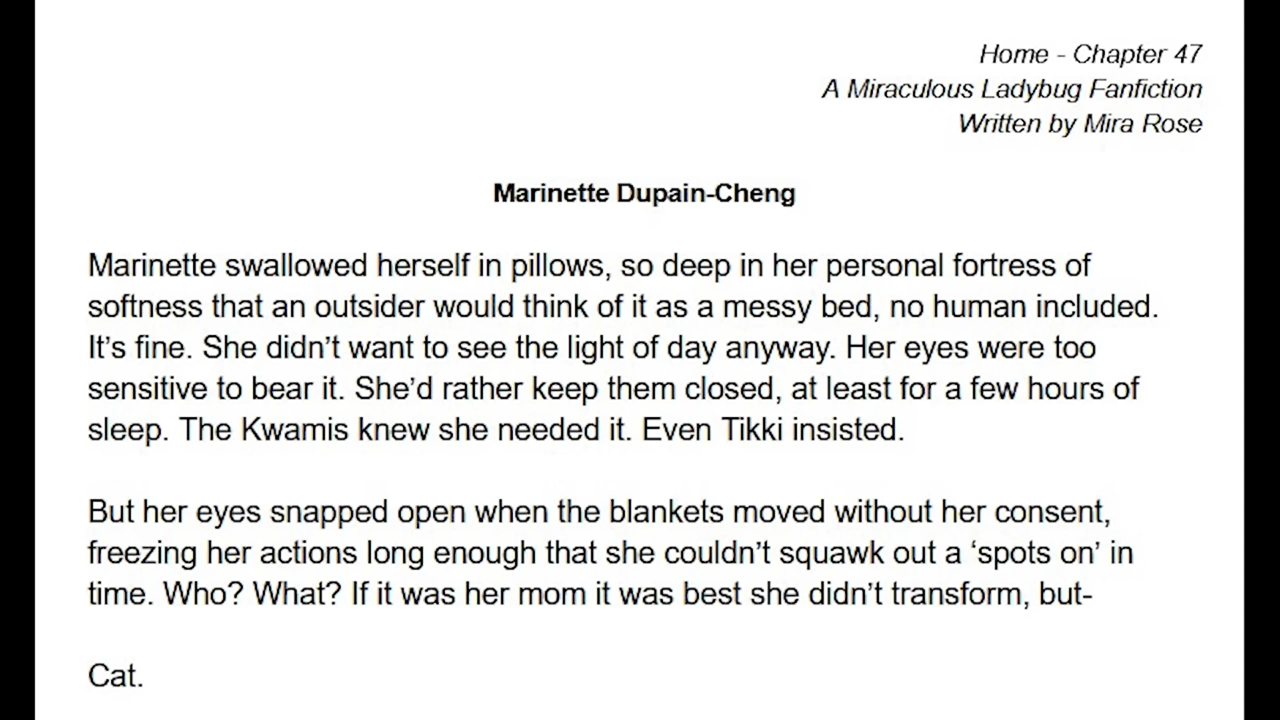 Home - Chapter 47
A Miraculous Ladybug Fanfiction
Written by Mira Rose
Marinette Dupain-Cheng
Marinette swallowed herself in pillows, so deep in her personal fortress of
softness that an outsider would think of it as a messy bed, no human included.
It’s fine. She didn’t want to see the light of day anyway. Her eyes were too
sensitive to bear it. She’d rather keep them closed, at least for a few hours of
sleep. The Kwamis knew she needed it. Even Tikki insisted.
But her eyes snapped open when the blankets moved without her consent,
freezing her actions long enough that she couldn’t squawk out a ‘spots on’ in
time. Who? What? If it was her mom it was best she didn’t transform, but-
Cat.